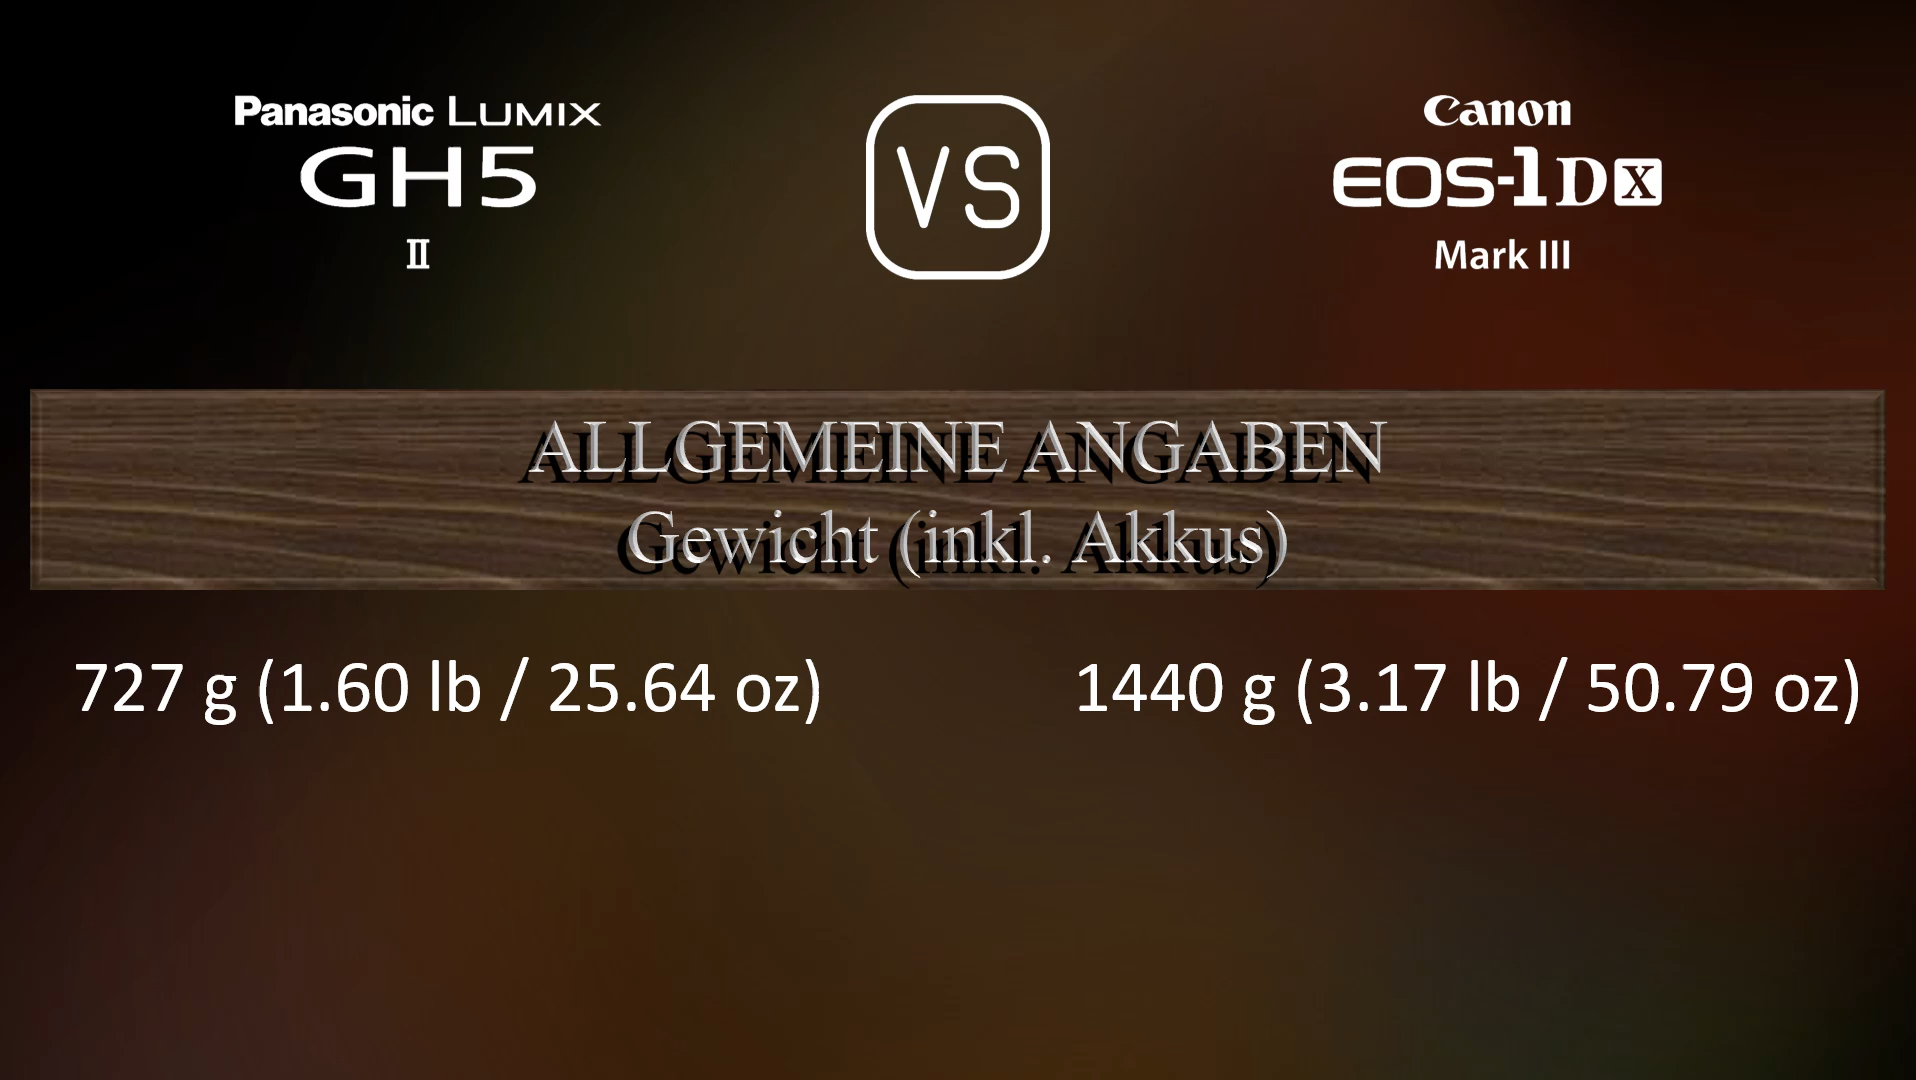 Panasonic LUMIX
GH5
II
VS
Canon
EOS-1DX
Mark III
ALLGEMEINE ANGABEN
Gewicht (inkl. Akkus)
727 g (1.60 lb / 25.64 oz)
1440 g (3.17 lb / 50.79 oz)